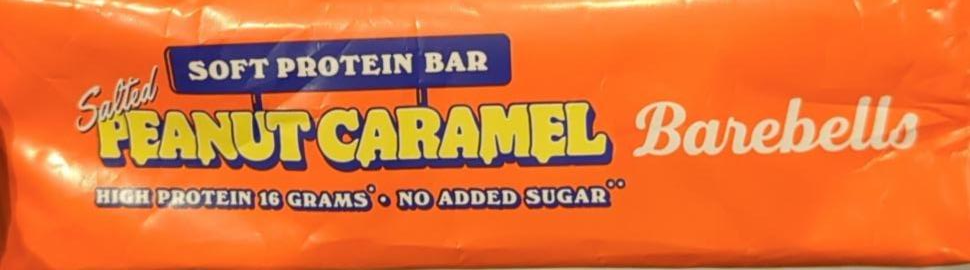 SOFT PROTEIN BAR
Salted
PEANUT CARAMEL
Barebells
HIGH PROTEIN 16 GRAMS° • NO ADDED SUGAR°°